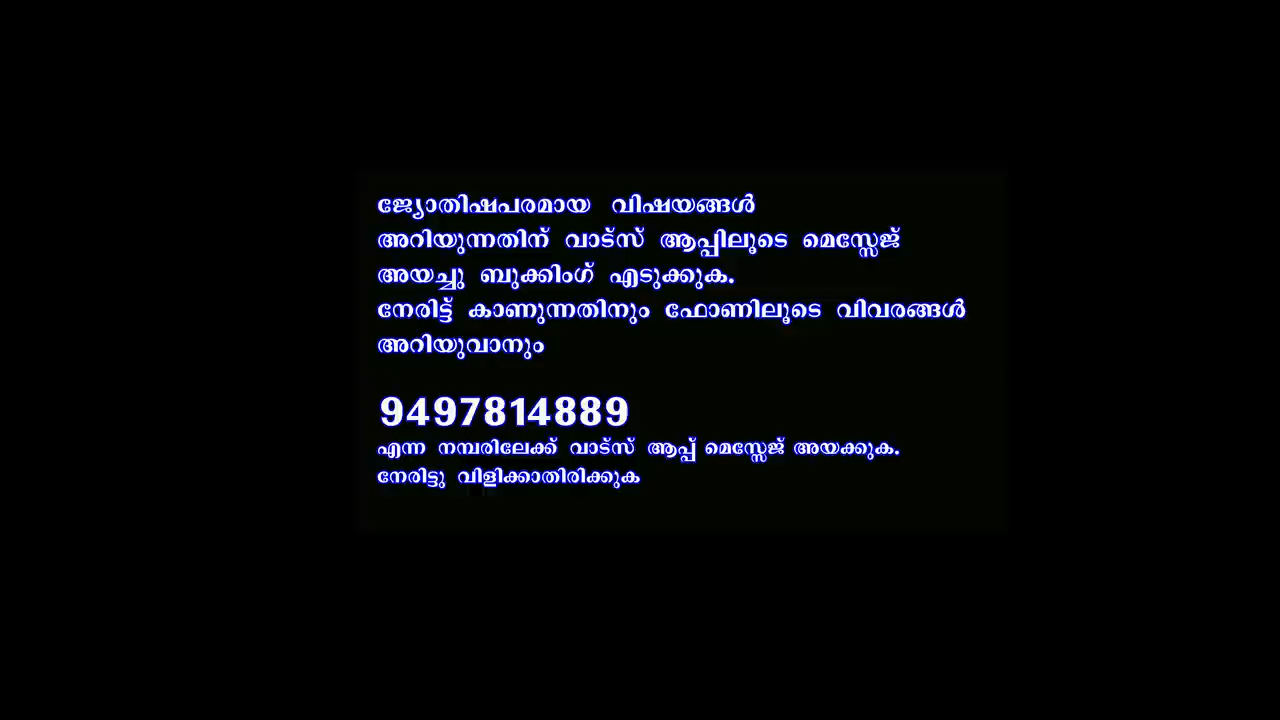 ജ്യോതിഷപരമായ വിഷയങ്ങൾ
അറിയുന്നതിന് വാട്സ് ആപ്പിലൂടെ മെസ്സേജ്
അയച്ചു ബുക്കിംഗ് എടുക്കുക.
നേരിട്ട് കാണുന്നതിനും ഫോണിലൂടെ വിവരങ്ങൾ
അറിയുവാനും
9497814889
എന്ന നമ്പരിലേക്ക് വാട്സ് ആപ്പ് മെസ്സേജ് അയക്കുക.
നേരിട്ടു വിളിക്കാതിരിക്കുക